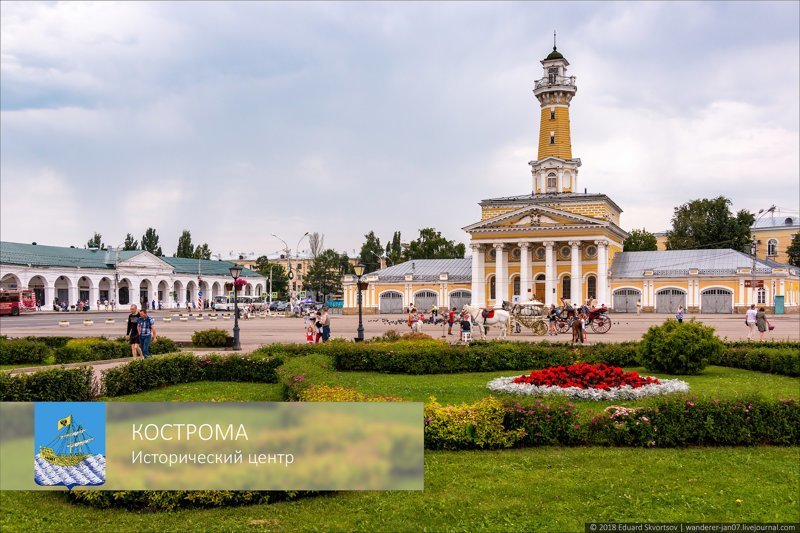 КОСТРОМА
Исторический центр
© 2018 Eduard Skvortsov | wanderer-jan07.livejournal.com